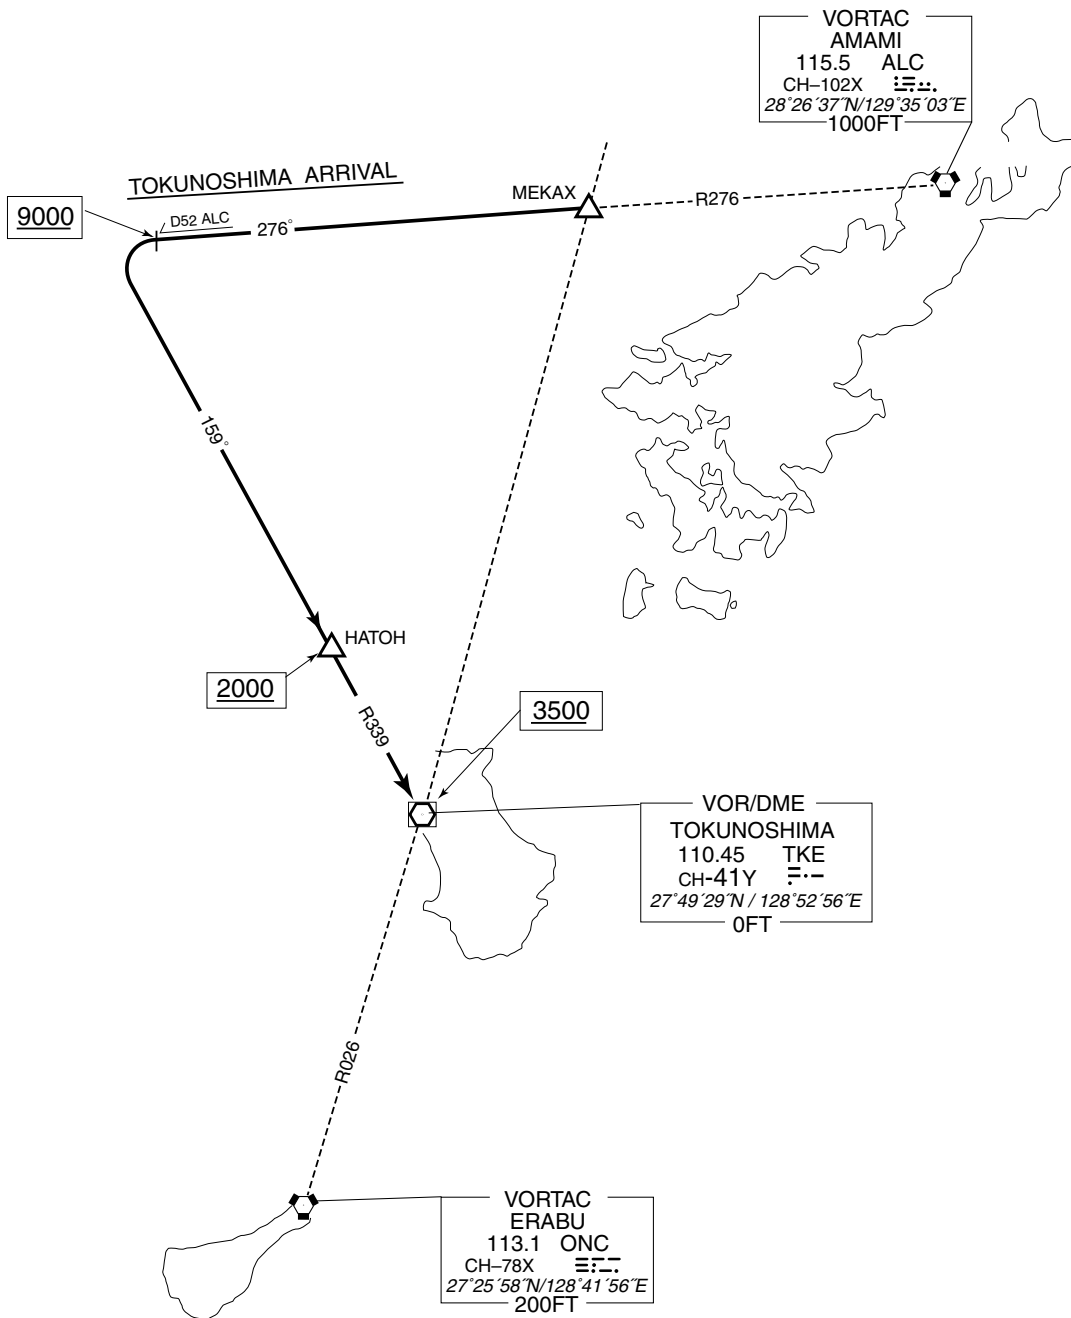 VORTAC
AMAMI
115.5 ALC
CH–102X
28°26´37˝N/129°35´03˝E
1000FT
TOKUNOSHIMA ARRIVAL
MEKAX
R276
9000
D52 ALC
276°
159°
HATOH
2000
R339
3500
VOR/DME
TOKUNOSHIMA
110.45 TKE
CH-41Y
27°49´29˝N / 128°52´56˝E
0FT
R026
VORTAC
ERABU
113.1 ONC
CH–78X
27°25´58˝N/128°41´56˝E
200FT